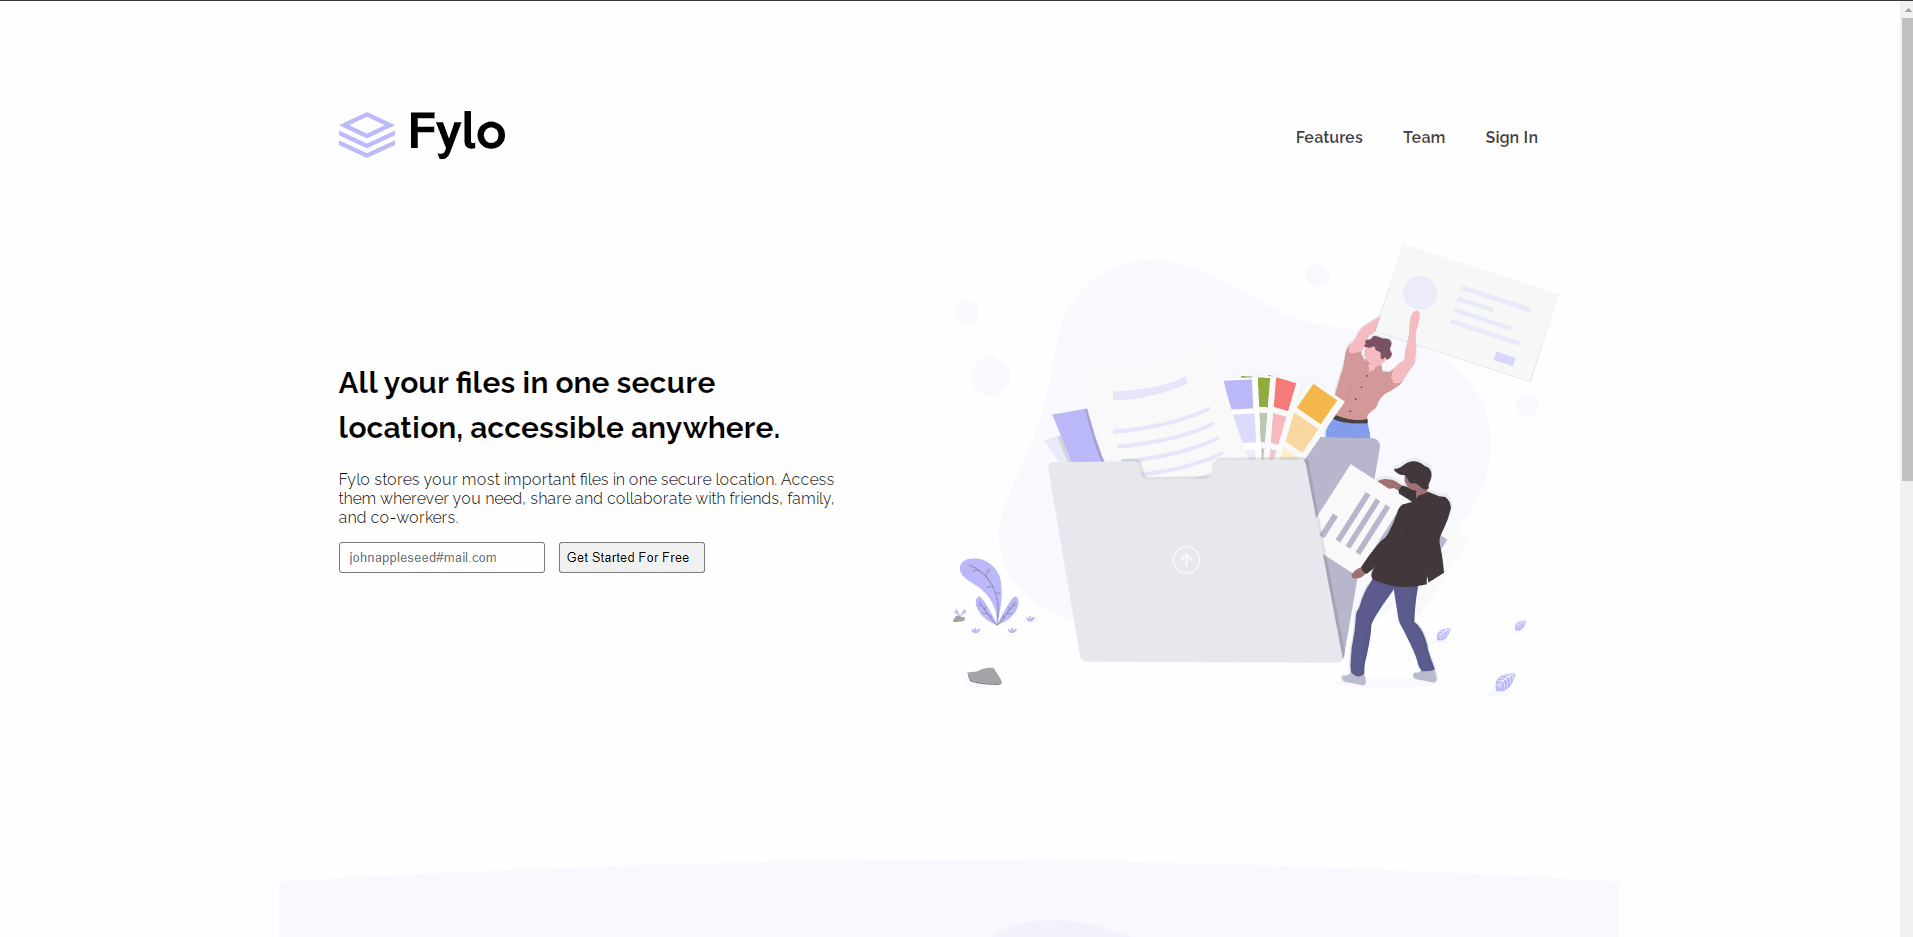 Fylo
Features
Team
Sign In
All your files in one secure
location, accessible anywhere.
Fylo stores your most important files in one secure location. Access
them wherever you need, share and collaborate with friends, family,
and co-workers.
johnappleseed#mail.com
Get Started For Free